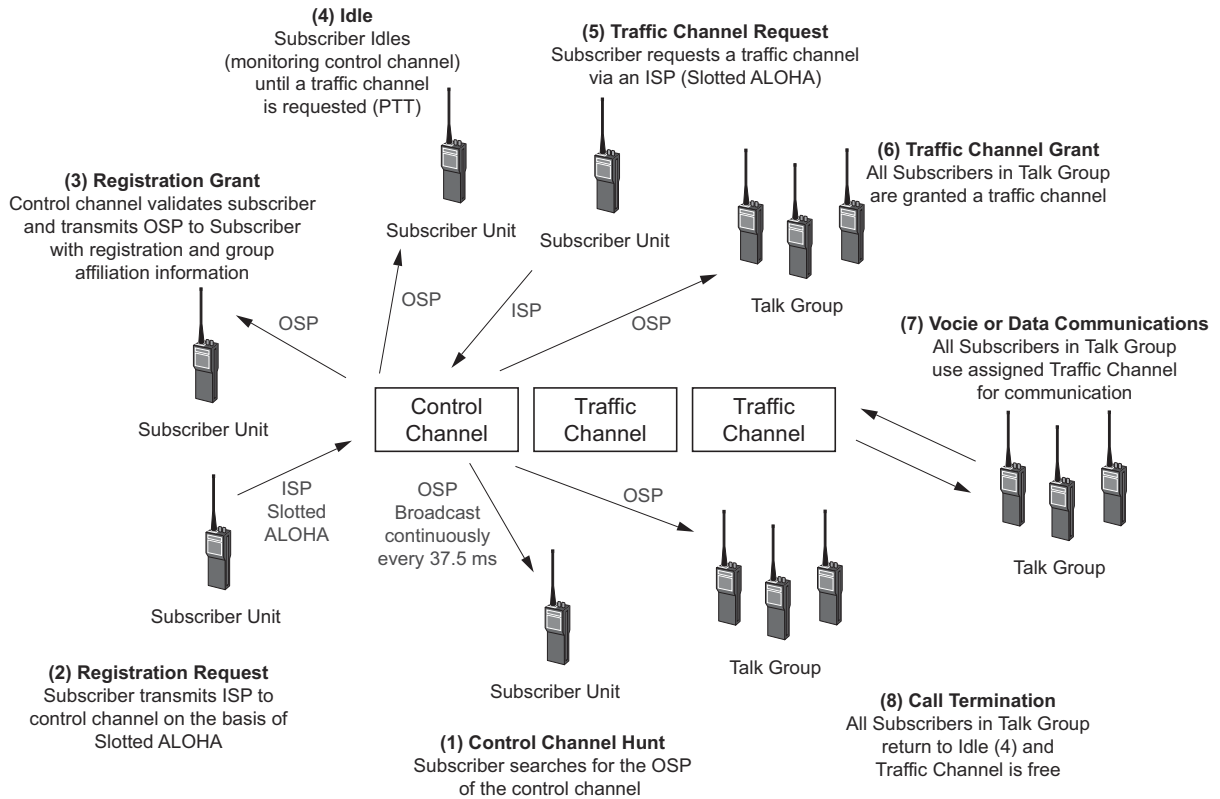 (4) Idle
Subscriber Idles
(monitoring control channel)
until a traffic channel
is requested (PTT)
Subscriber Unit
OSP
(5) Traffic Channel Request
Subscriber requests a traffic channel
via an ISP (Slotted ALOHA)
Subscriber Unit
ISP
(6) Traffic Channel Grant
All Subscribers in Talk Group
are granted a traffic channel
Talk Group
OSP
(3) Registration Grant
Control channel validates subscriber
and transmits OSP to Subscriber
with registration and group
affiliation information
OSP
Subscriber Unit
(7) Vocie or Data Communications
All Subscribers in Talk Group
use assigned Traffic Channel
for communication
Talk Group
Control
Channel
Traffic
Channel
Traffic
Channel
ISP
Slotted
ALOHA
Subscriber Unit
(2) Registration Request
Subscriber transmits ISP to
control channel on the basis of
Slotted ALOHA
OSP
Broadcast
continuously
every 37.5 ms
Subscriber Unit
(1) Control Channel Hunt
Subscriber searches for the OSP
of the control channel
OSP
Talk Group
(8) Call Termination
All Subscribers in Talk Group
return to Idle (4) and
Traffic Channel is free